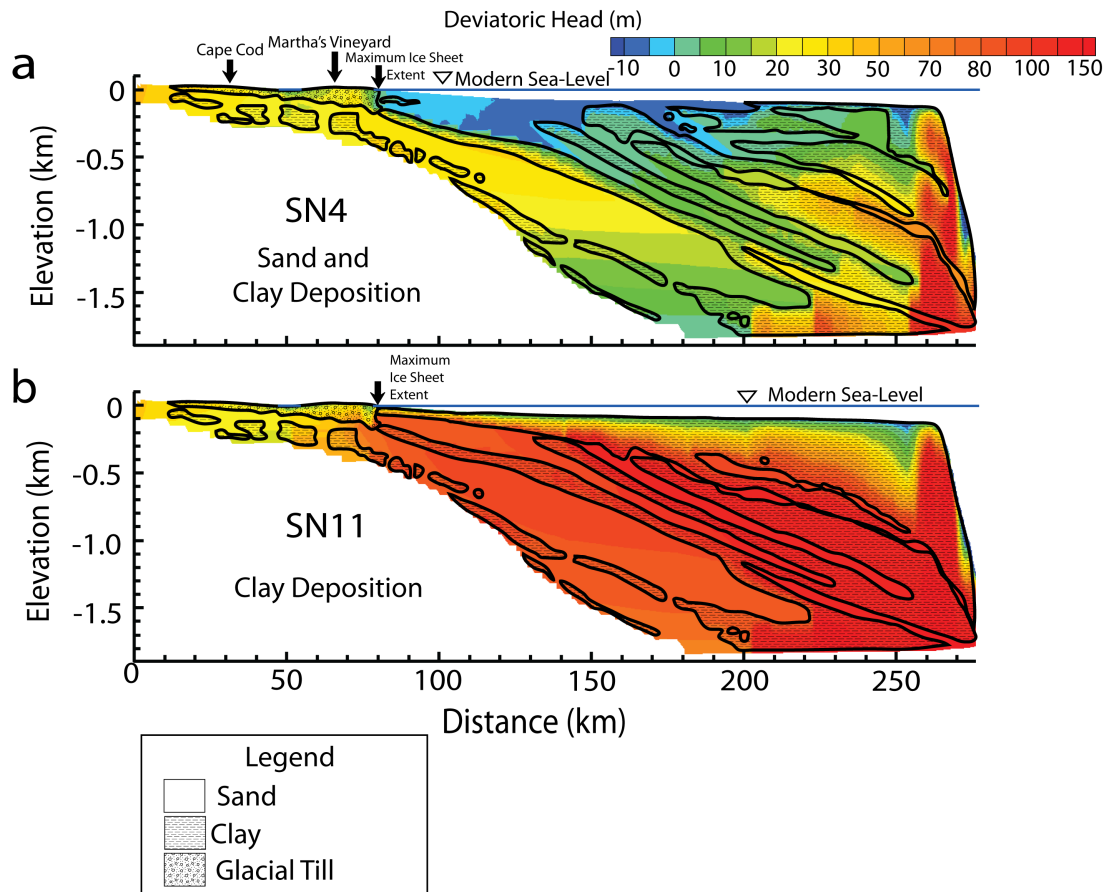 Deviatoric Head (m)
-10 0 10 20 30 50 70 80 100 150
a
Cape Cod
Martha's Vineyard
Maximum Ice Sheet
Extent
Modern Sea-Level
0
-0.5
-1.0
-1.5
Elevation (km)
SN4
Sand and
Clay Deposition
b
Maximum
Ice Sheet
Extent
Modern Sea-Level
0
-0.5
-1.0
-1.5
Elevation (km)
SN11
Clay Deposition
0 50 100 150 200 250
Distance (km)
Legend
Sand
Clay
Glacial Till